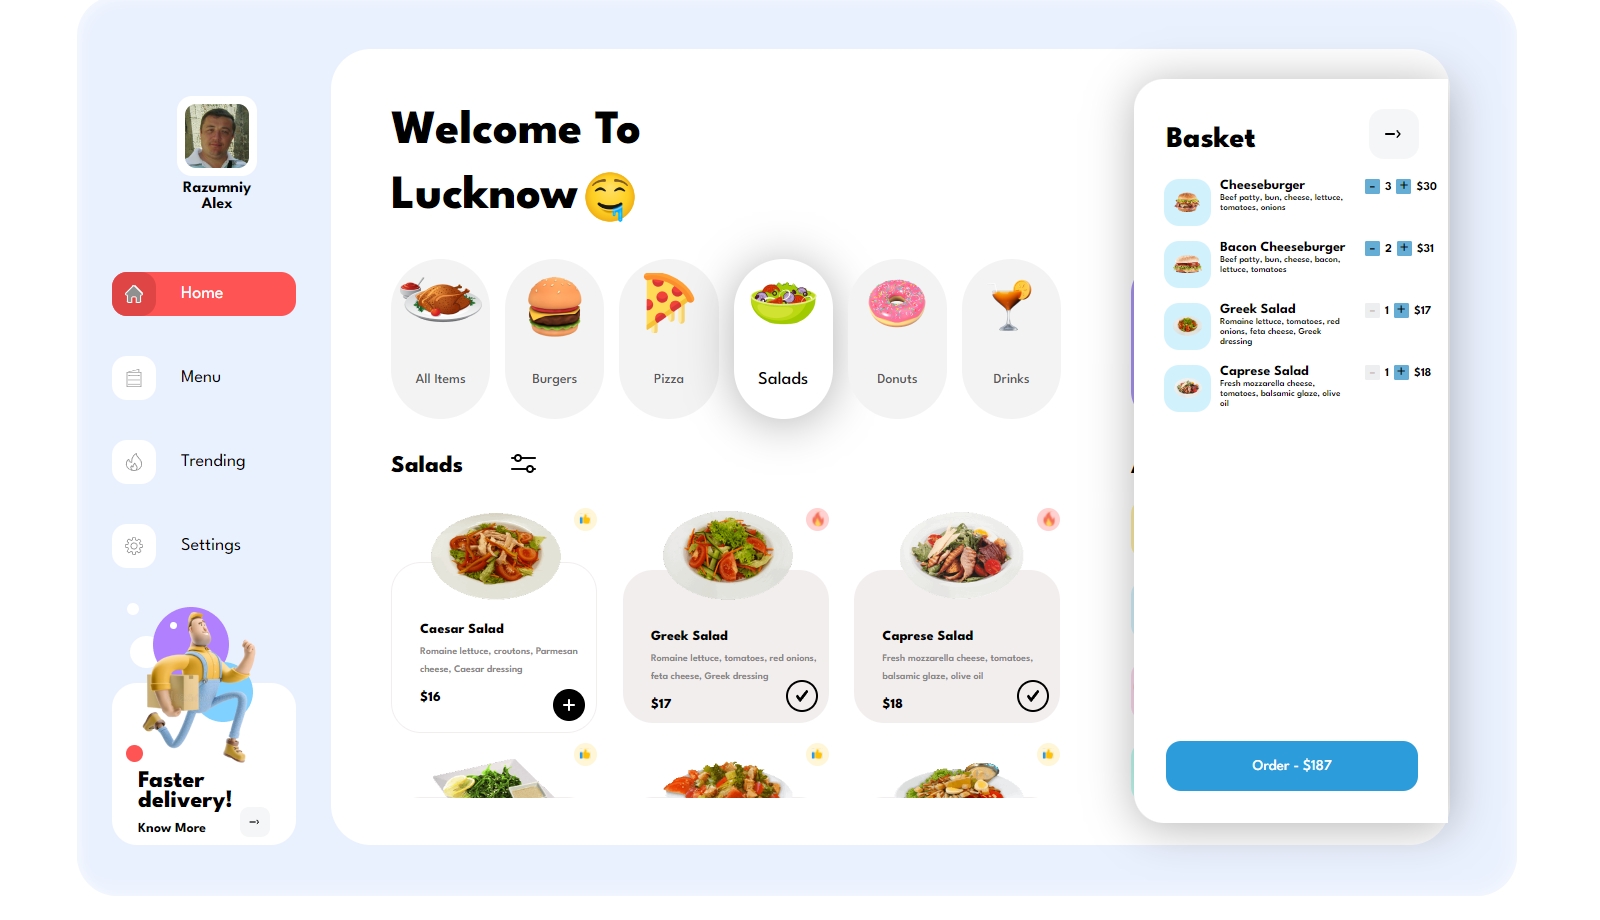 Razumniy
Alex
Home
Menu
Trending
Settings
Faster
delivery!
Know More
Welcome To
Lucknow
All Items
Burgers
Pizza
Salads
Donuts
Drinks
Salads
Caesar Salad
Romaine lettuce, croutons, Parmesan
cheese, Caesar dressing
$16
Greek Salad
Romaine lettuce, tomatoes, red onions,
feta cheese, Greek dressing
$17
Caprese Salad
Fresh mozzarella cheese, tomatoes,
balsamic glaze, olive oil
$18
Basket
Cheeseburger
Beef patty, bun, cheese, lettuce,
tomatoes, onions
- 3 + $30
Bacon Cheeseburger
Beef patty, bun, cheese, bacon,
lettuce, tomatoes
- 2 + $31
Greek Salad
Romaine lettuce, tomatoes, red
onions, feta cheese, Greek
dressing
- 1 + $17
Caprese Salad
Fresh mozzarella cheese,
tomatoes, balsamic glaze, olive
oil
- 1 + $18
Order - $187